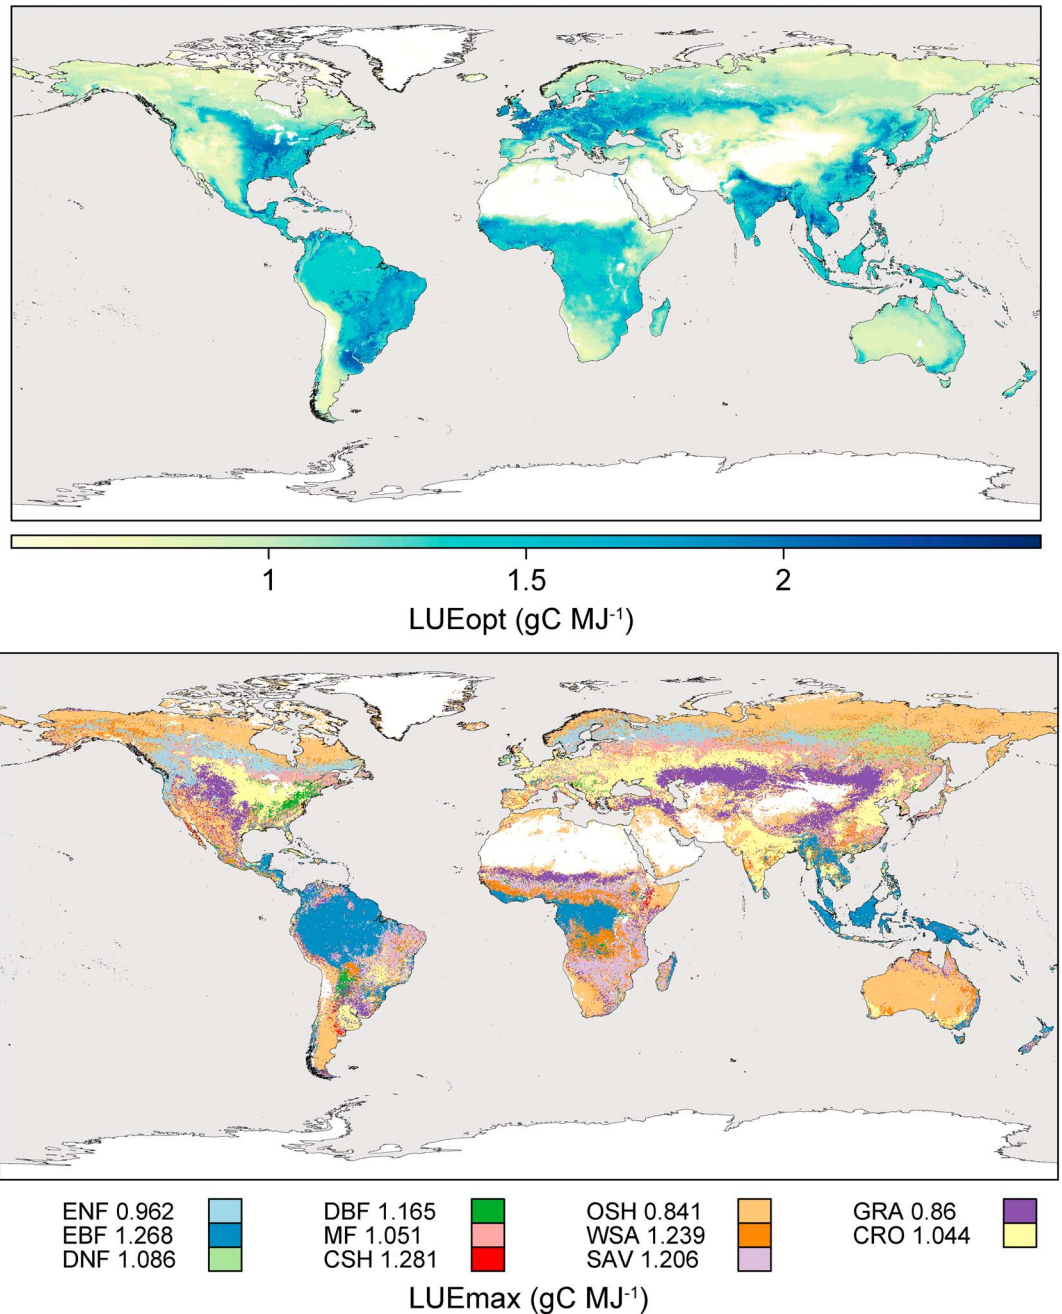 1 1.5 2
LUEopt (gC MJ⁻¹)
ENF 0.962 DBF 1.165 OSH 0.841 GRA 0.86
EBF 1.268 MF 1.051 WSA 1.239 CRO 1.044
DNF 1.086 CSH 1.281 SAV 1.206
LUEmax (gC MJ⁻¹)